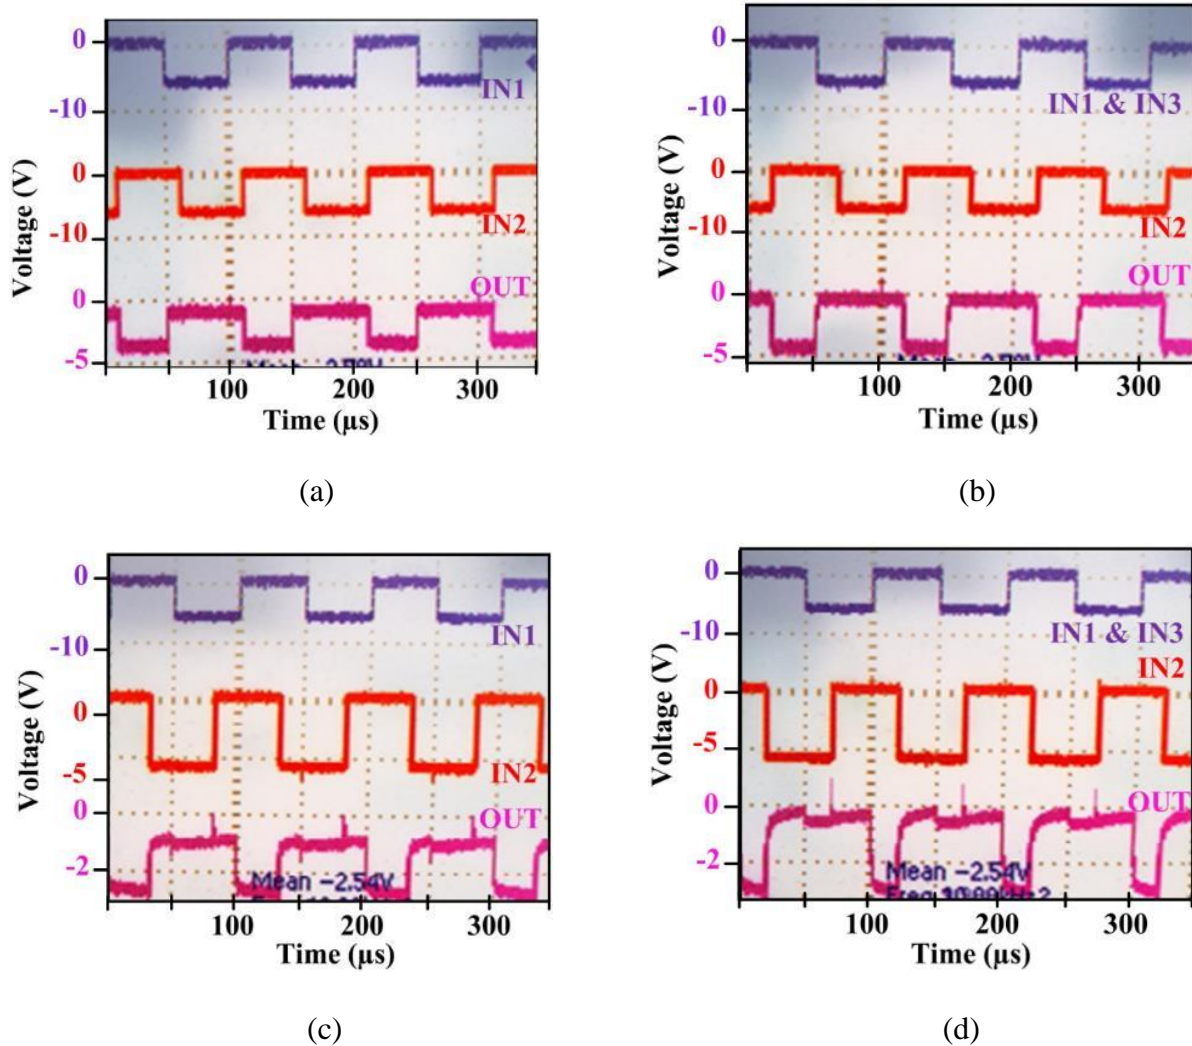 0
-10
IN1
0
-10
IN2
OUT
0
-5
Voltage (V)
100 200 300
Time (µs)
(a)
0
-10
IN1 & IN3
0
-10
IN2
OUT
0
-5
Voltage (V)
100 200 300
Time (µs)
(b)
0
-10
IN1
0
-5
IN2
0
OUT
-2
Mean -2.54V
Voltage (V)
100 200 300
Time (µs)
(c)
0
-10
IN1 & IN3
IN2
0
-5
0
OUT
-2
Mean -2.54V
Voltage (V)
100 200 300
Time (µs)
(d)